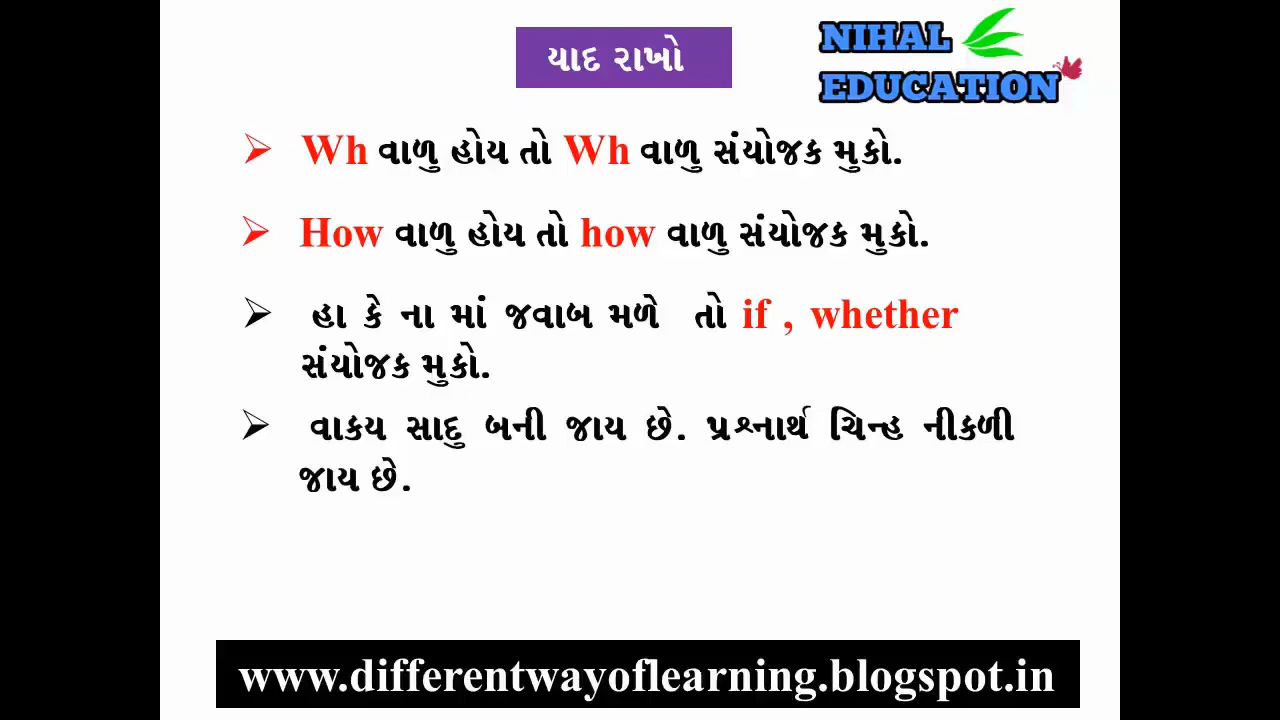 યાદ રાખો
NIHAL
EDUCATION
Wh વાળુ હોય તો Wh વાળુ સંયોજક મુકો.
How વાળુ હોય તો how વાળુ સંયોજક મુકો.
હા કે ના માં જવાબ મળે તો if , whether
સંયોજક મુકો.
વાકય સાદુ બની જાય છે. પ્રશ્નાર્થ ચિન્હ નીકળી
જાય છે.
www.differentwayoflearning.blogspot.in